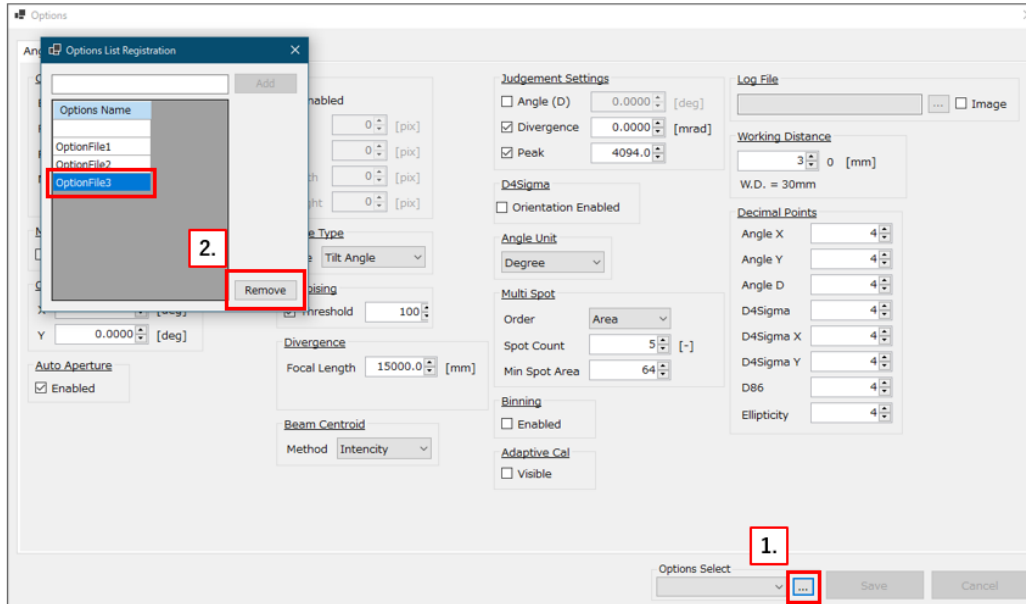 Options
Options List Registration
Add
Options Name
OptionFile1
OptionFile2
OptionFile3
2.
Remove
0 [pix]
0 [pix]
0 [pix]
0 [pix]
Tilt Angle
Threshold 100
[deg]
Y 0.0000 [deg]
Auto Aperture
Enabled
Divergence
Focal Length 15000.0 [mm]
Beam Centroid
Method Intencity
Judgement Settings
Angle (D) 0.0000 [deg]
Divergence 0.0000 [mrad]
Peak 4094.0
D4Sigma
Orientation Enabled
Angle Unit
Degree
Multi Spot
Order Area
Spot Count 5 [-]
Min Spot Area 64
Binning
Enabled
Adaptive Cal
Visible
Log File
... Image
Working Distance
3 0 [mm]
W.D. = 30mm
Decimal Points
Angle X 4
Angle Y 4
Angle D 4
D4Sigma 4
D4Sigma X 4
D4Sigma Y 4
D86 4
Ellipticity 4
1.
Options Select
... Save Cancel